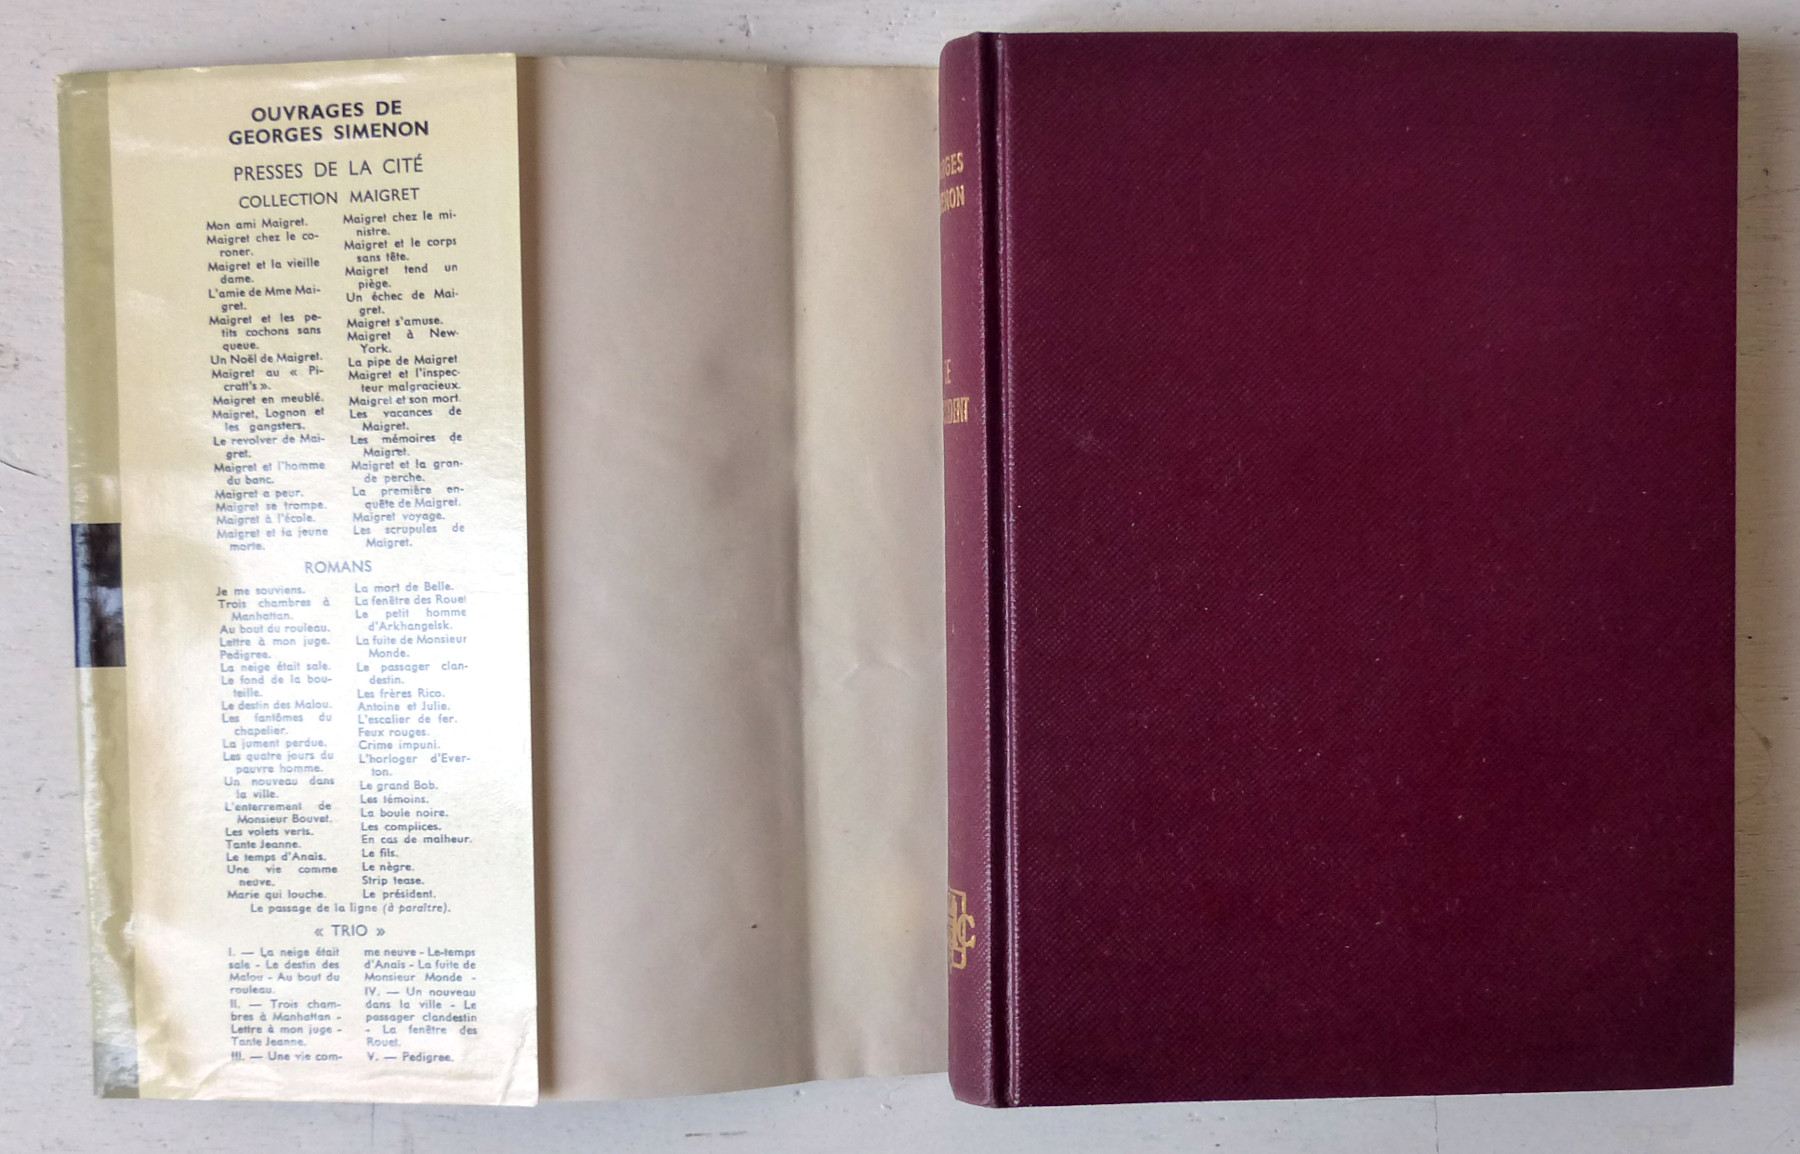 OUVRAGES DE
GEORGES SIMENON
PRESSES DE LA CITÉ
COLLECTION MAIGRET
Mon ami Maigret.
Maigret chez le co-
roner.
Maigret et la vieille
dame.
L'amie de Mme Mai-
gret.
Maigret et les pe-
tits cochons sans
queue.
Un Noël de Maigret.
Maigret au « Pi-
cratt's ».
Maigret en meublé.
Maigret, Lognon et
les gangsters.
Le revolver de Mai-
gret.
Maigret et l'homme
du banc.
Maigret a peur.
Maigret se trompe.
Maigret à l'école.
Maigret et la jeune
morte.
Maigret chez le mi-
nistre.
Maigret et le corps
sans tête.
Maigret tend un
piège.
Un échec de Mai-
gret.
Maigret s'amuse.
Maigret à New-
York.
La pipe de Maigret
Maigret et l'inspec-
teur malgracieux.
Maigret et son mort.
Les vacances de
Maigret.
Les mémoires de
Maigret.
Maigret et la gran-
de perche.
La première en-
quête de Maigret.
Maigret voyage.
Les scrupules de
Maigret.
ROMANS
Je me souviens.
Trois chambres à
Manhattan.
Au bout du rouleau.
Lettre à mon juge.
Pedigree.
La neige était sale.
Le fond de la bou-
teille.
Le destin des Malou.
Les fantômes du
chapelier.
La jument perdue.
Les quatre jours du
pauvre homme.
Un nouveau dans
la ville.
L'enterrement de
Monsieur Bouvet.
Les volets verts.
Tante Jeanne.
Le temps d'Anaïs.
Une vie comme
neuve.
Marie qui louche.
La mort de Belle.
La fenêtre des Rouet
Le petit homme
d'Arkhangelsk.
La fuite de Monsieur
Monde.
Le passager clan-
destin.
Les frères Rico.
Antoine et Julie.
L'escalier de fer.
Feux rouges.
Crime impuni.
L'horloger d'Ever-
ton.
Le grand Bob.
Les témoins.
La boule noire.
Les complices.
En cas de malheur.
Le fils.
Le nègre.
Strip tease.
Le président.
Le passage de la ligne (à paraître).
« TRIO »
I. — La neige était
sale - Le destin des
Malou - Au bout du
rouleau.
II. — Trois cham-
bres à Manhattan -
Lettre à mon juge -
Tante Jeanne.
III. — Une vie com-
me neuve - Le-temps
d'Anaïs - La fuite de
Monsieur Monde -
IV. — Un nouveau
dans la ville - Le
passager clandestin
- La fenêtre des
Rouet.
V. — Pedigree.